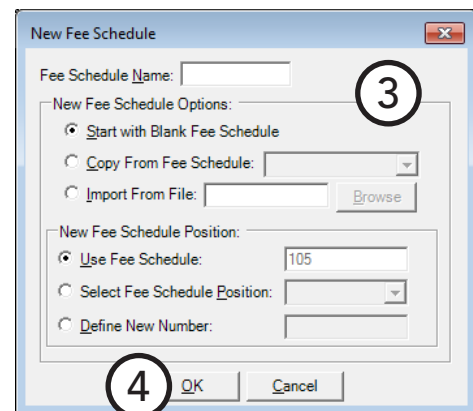 New Fee Schedule
Fee Schedule Name:
3
New Fee Schedule Options:
Start with Blank Fee Schedule
Copy From Fee Schedule:
Import From File: Browse
New Fee Schedule Position:
Use Fee Schedule: 105
Select Fee Schedule Position:
Define New Number:
4 OK Cancel